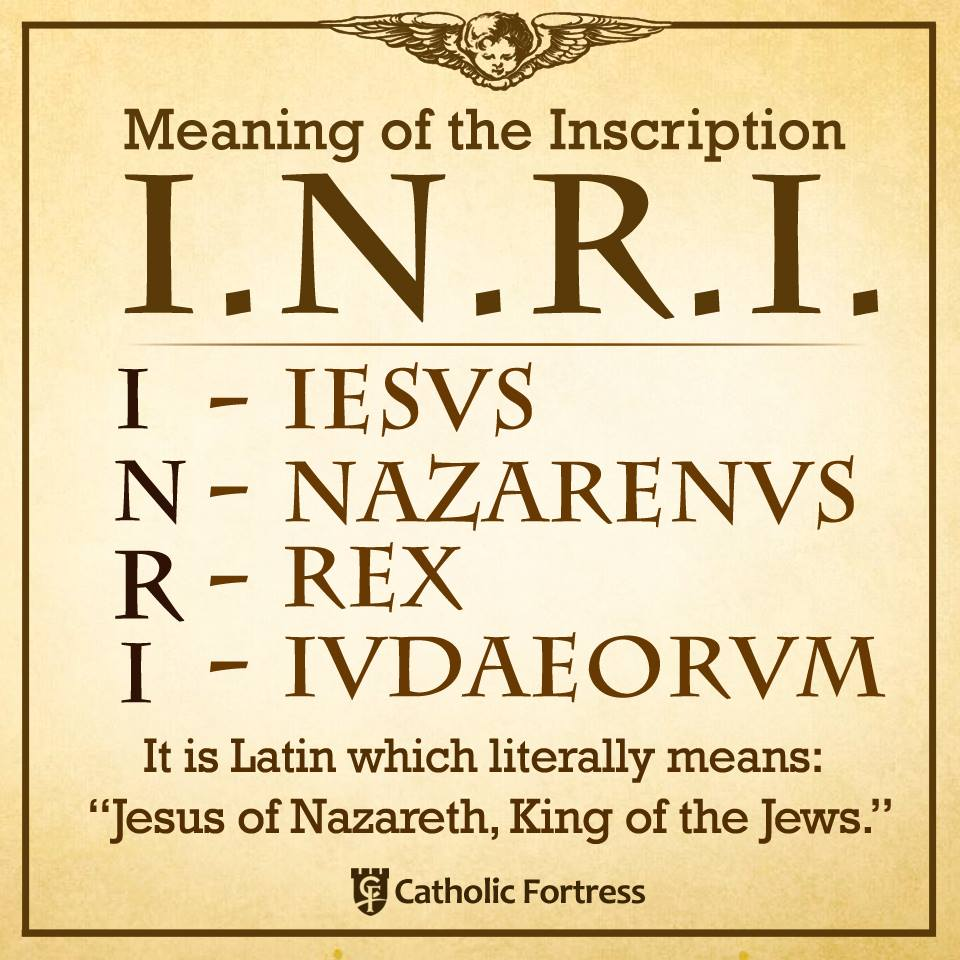 Meaning of the Inscription
I.N.R.I.
I - IESVS
N - NAZARENVS
R - REX
I - IVDAEORVM
It is Latin which literally means:
“Jesus of Nazareth, King of the Jews.”
CF Catholic Fortress